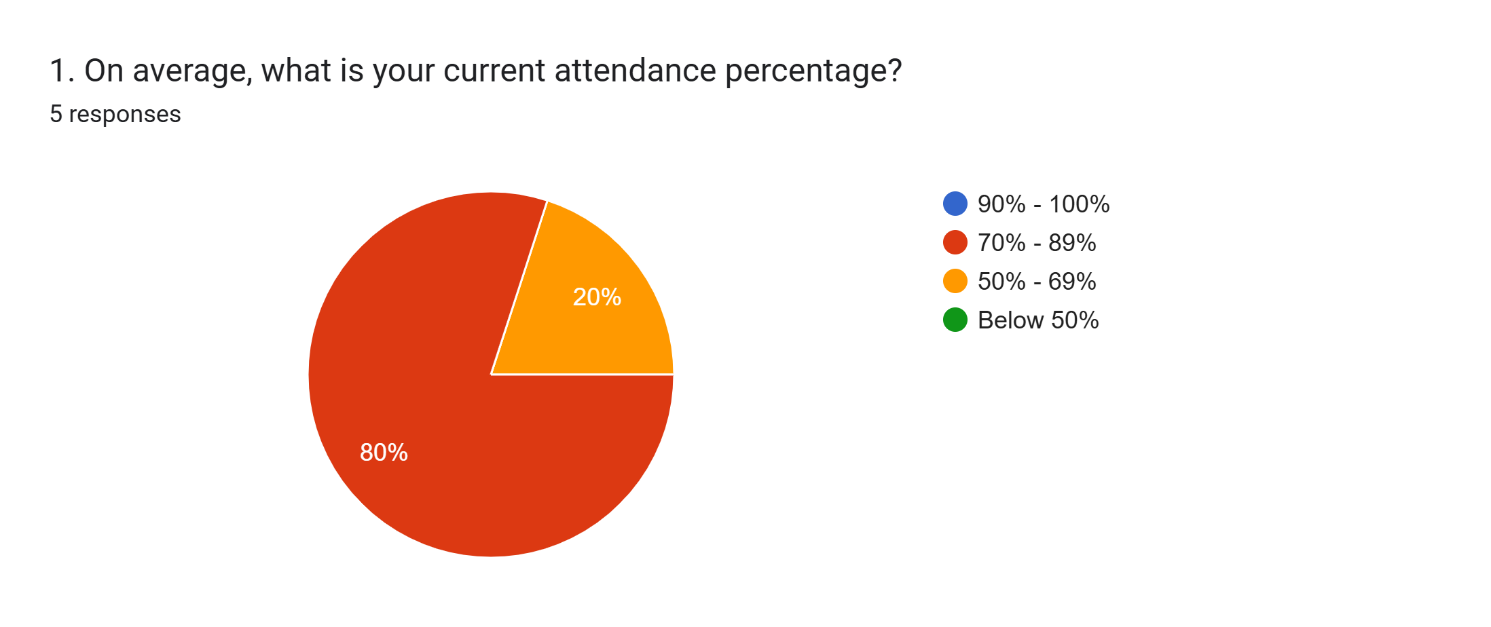 1. On average, what is your current attendance percentage?
5 responses
90% - 100%
70% - 89%
50% - 69%
Below 50%
20%
80%